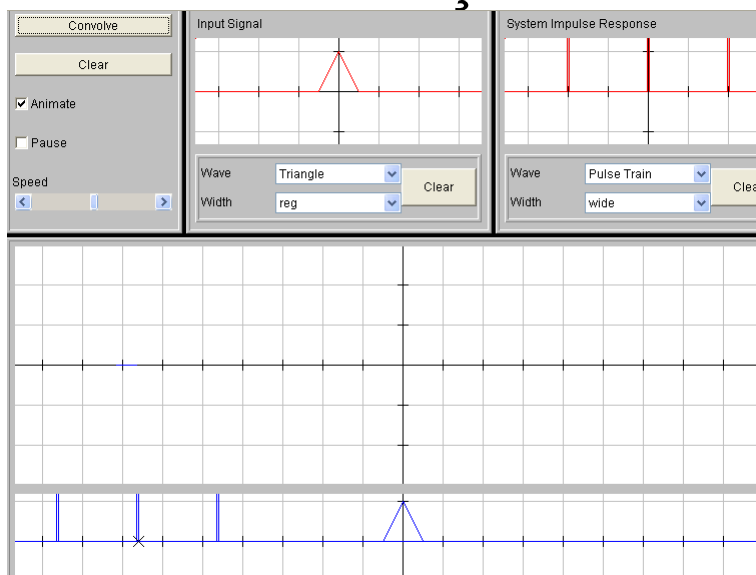 3
Convolve
Clear
Animate
Pause
Speed
Input Signal
Wave
Triangle
Width
reg
Clear
System Impulse Response
Wave
Pulse Train
Width
wide